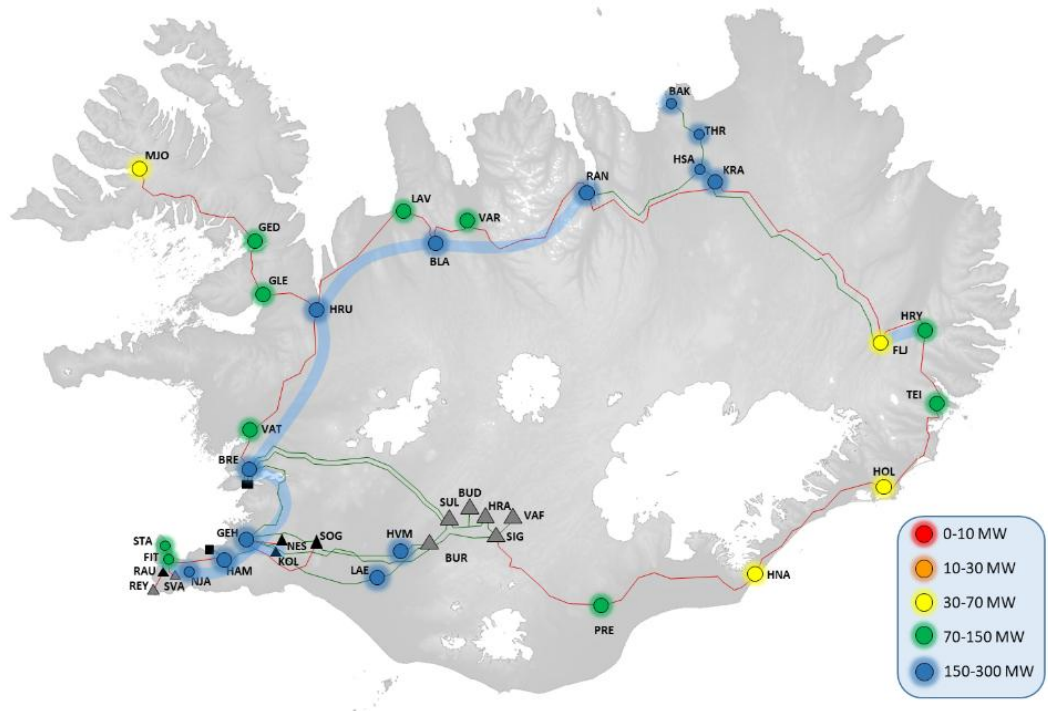 BAK
THR
HSA
KRA
MJO
RAN
LAV
VAR
GED
BLA
GLE
HRU
HRY
FLJ
TEI
VAT
BRE
HOL
SUL
BUD
HRA
VAF
SIG
BUR
GEH
NES
SOG
HVM
KOL
LAE
STA
FIT
RAU
REY
SVA
NJA
HAM
HNA
PRE
0-10 MW
10-30 MW
30-70 MW
70-150 MW
150-300 MW